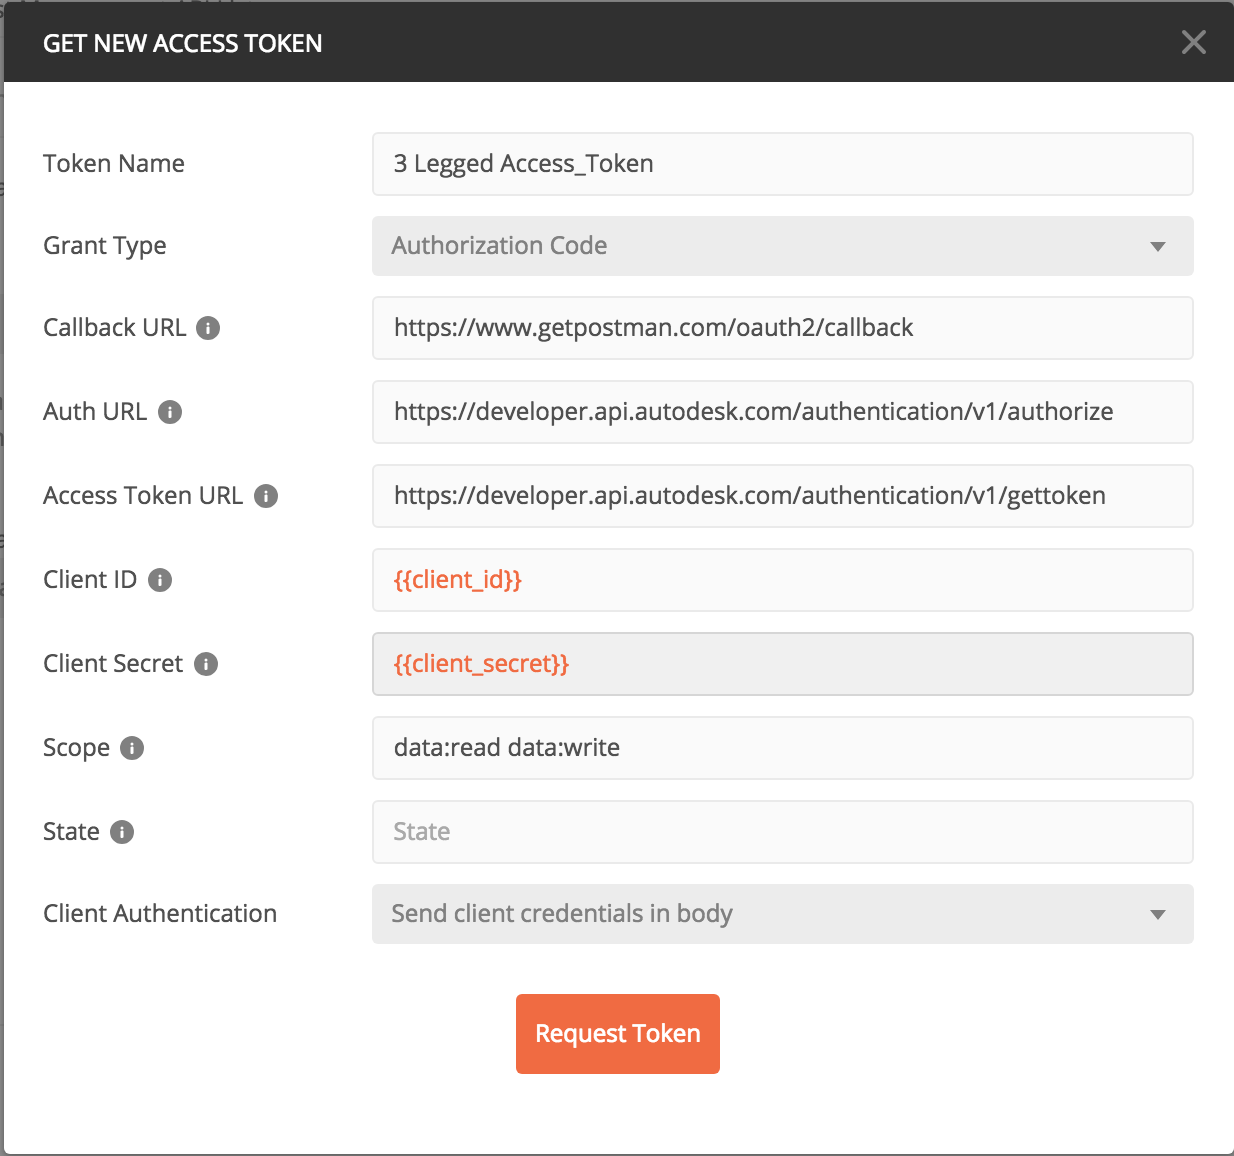 GET NEW ACCESS TOKEN
Token Name 3 Legged Access_Token
Grant Type Authorization Code
Callback URL https://www.getpostman.com/oauth2/callback
Auth URL https://developer.api.autodesk.com/authentication/v1/authorize
Access Token URL https://developer.api.autodesk.com/authentication/v1/gettoken
Client ID {{client_id}}
Client Secret {{client_secret}}
Scope data:read data:write
State State
Client Authentication Send client credentials in body
Request Token